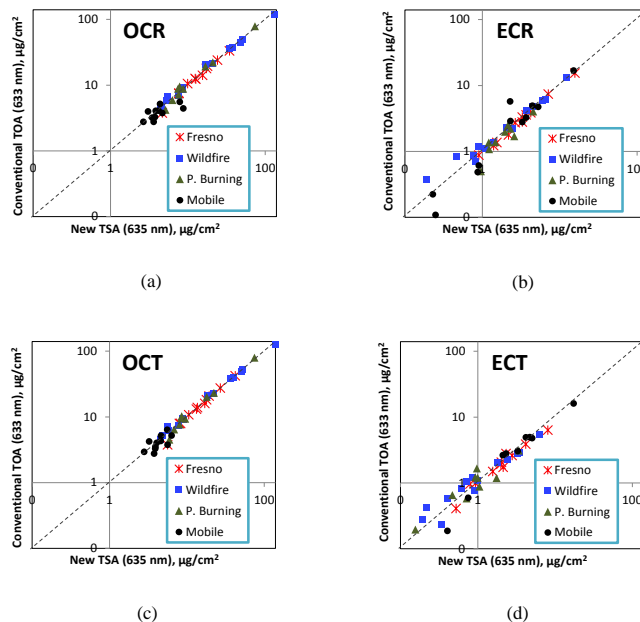 OCR
Conventional TOA (633 nm), µg/cm²
100
10
1
0
0
1
100
Fresno
Wildfire
P. Burning
Mobile
New TSA (635 nm), µg/cm²
(a)
ECR
Conventional TOA (633 nm), µg/cm²
100
10
1
0
0
1
10
Fresno
Wildfire
P. Burning
Mobile
New TSA (635 nm), µg/cm²
(b)
OCT
Conventional TOA (633 nm), µg/cm²
100
10
1
0
0
1
100
Fresno
Wildfire
P. Burning
Mobile
New TSA (635 nm), µg/cm²
(c)
ECT
Conventional TOA (633 nm), µg/cm²
100
10
1
0
0
1
100
Fresno
Wildfire
P. Burning
Mobile
New TSA (635 nm), µg/cm²
(d)